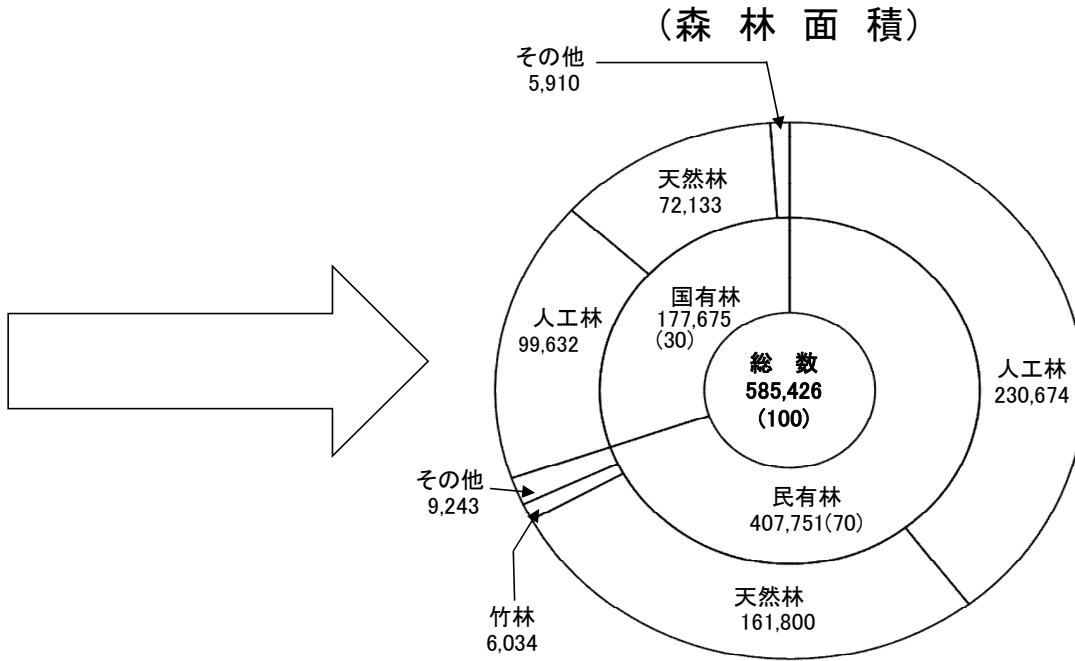 (森 林 面 積)
その他
5,910
天然林
72,133
人工林
99,632
国有林
177,675
(30)
総 数
585,426
(100)
人工林
230,674
民有林
407,751(70)
その他
9,243
竹林
6,034
天然林
161,800